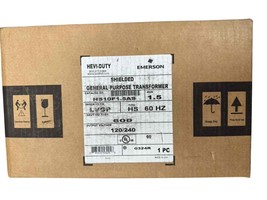 HEVI-DUTY
EMERSON
SHIELDED
GENERAL PURPOSE TRANSFORMER
HS10F1.5AS 1.5
HS 60 HZ
600
120/240
1 PC